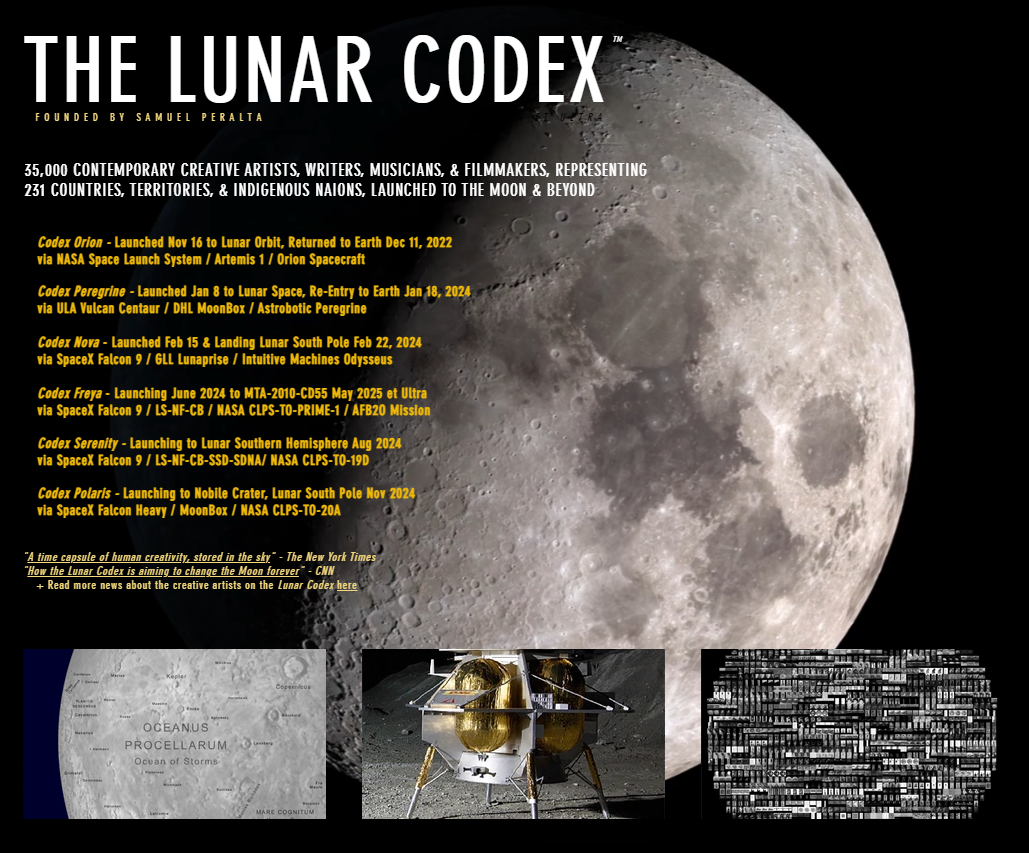 THE LUNAR CODEX™
FOUNDED BY SAMUEL PERALTA
ET ULTRA
35,000 CONTEMPORARY CREATIVE ARTISTS, WRITERS, MUSICIANS, & FILMMAKERS, REPRESENTING
231 COUNTRIES, TERRITORIES, & INDIGENOUS NAIONS, LAUNCHED TO THE MOON & BEYOND
Codex Orion - Launched Nov 16 to Lunar Orbit, Returned to Earth Dec 11, 2022
via NASA Space Launch System / Artemis 1 / Orion Spacecraft
Codex Peregrine - Launched Jan 8 to Lunar Space, Re-Entry to Earth Jan 18, 2024
via ULA Vulcan Centaur / DHL MoonBox / Astrobotic Peregrine
Codex Nova - Launched Feb 15 & Landing Lunar South Pole Feb 22, 2024
via SpaceX Falcon 9 / GLL Lunaprise / Intuitive Machines Odysseus
Codex Freya - Launching June 2024 to MTA-2010-CD55 May 2025 et Ultra
via SpaceX Falcon 9 / LS-NF-CB / NASA CLPS-TO-PRIME-1 / AFB20 Mission
Codex Serenity - Launching to Lunar Southern Hemisphere Aug 2024
via SpaceX Falcon 9 / LS-NF-CB-SSD-SDNA/ NASA CLPS-TO-19D
Codex Polaris - Launching to Nobile Crater, Lunar South Pole Nov 2024
via SpaceX Falcon Heavy / MoonBox / NASA CLPS-TO-20A
"A time capsule of human creativity, stored in the sky" - The New York Times
"How the Lunar Codex is aiming to change the Moon forever" - CNN
+ Read more news about the creative artists on the Lunar Codex here
Kepler
Copernicus
OCEANUS
PROCELLARUM
Ocean of Storms
Lansberg
MARE COGNITUM